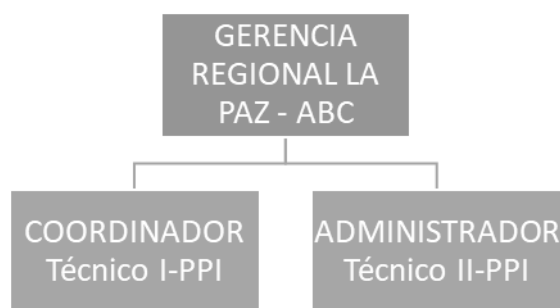 GERENCIA
REGIONAL LA
PAZ - ABC
COORDINADOR
Técnico I-PPI
ADMINISTRADOR
Técnico II-PPI